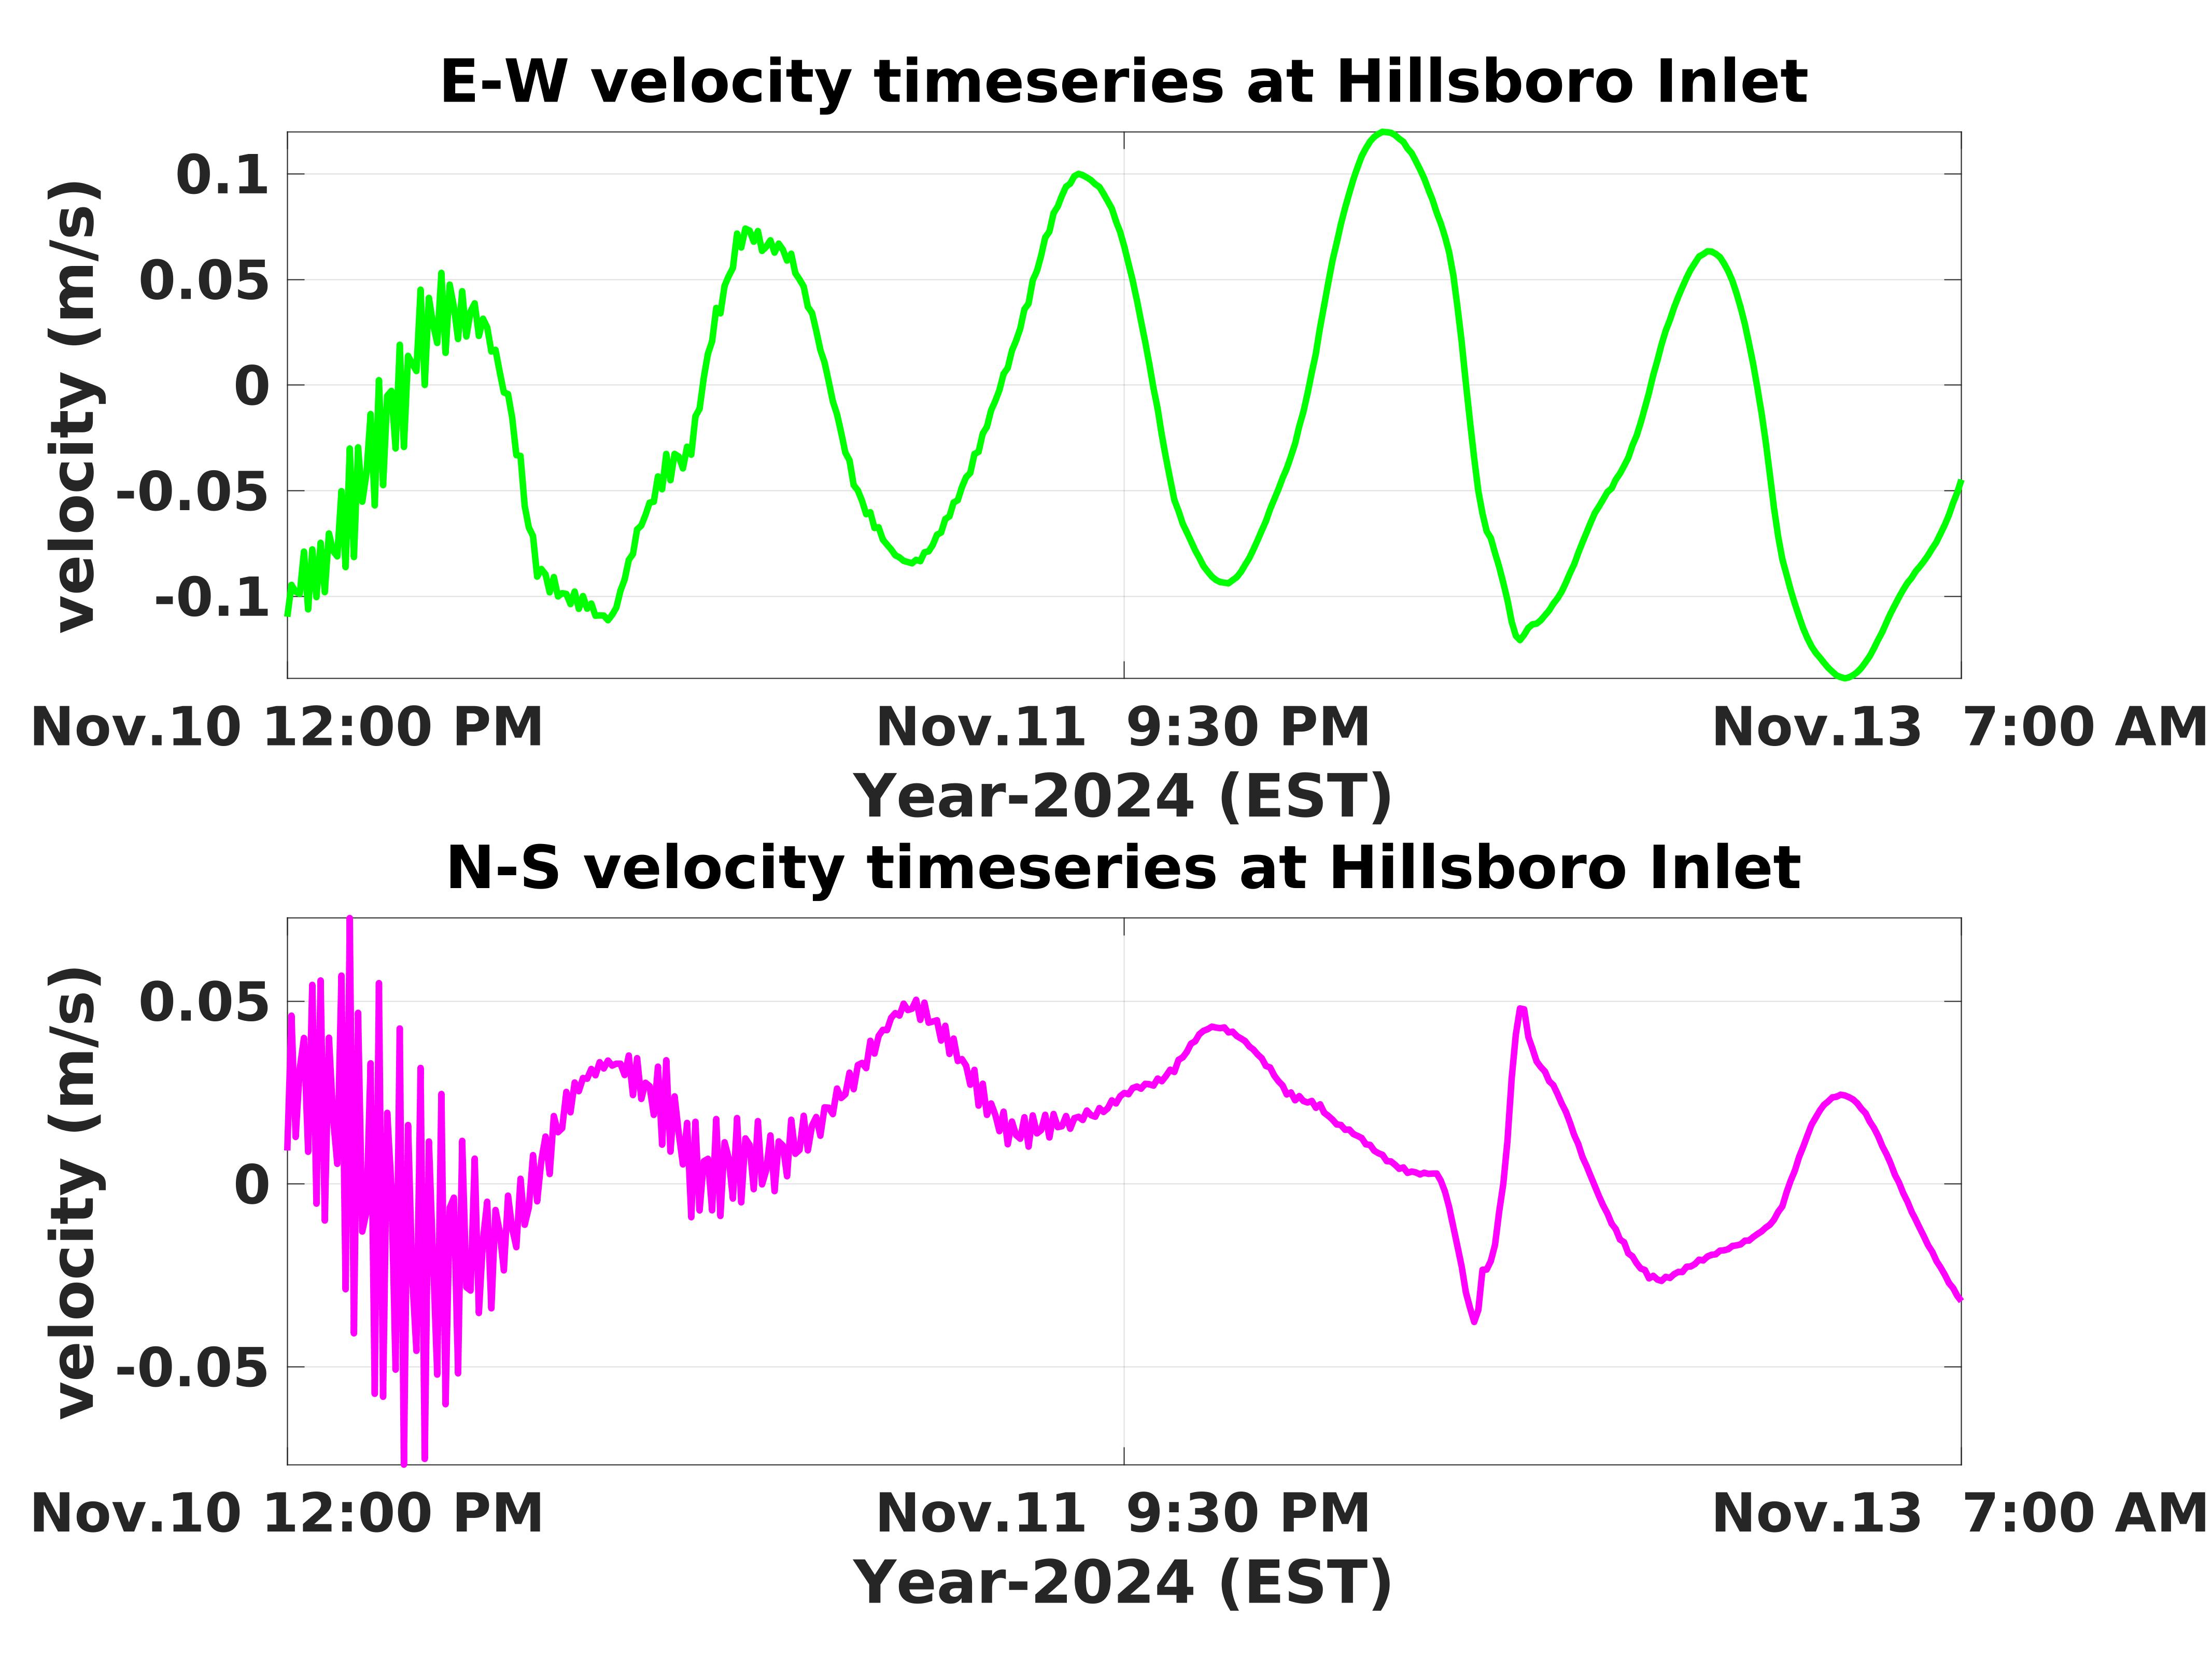 E-W velocity timeseries at Hillsboro Inlet
velocity (m/s)
0.1
0.05
0
-0.05
-0.1
Nov.10 12:00 PM
Nov.11  9:30 PM
Nov.13  7:00 AM
Year-2024 (EST)
N-S velocity timeseries at Hillsboro Inlet
velocity (m/s)
0.05
0
-0.05
Nov.10 12:00 PM
Nov.11  9:30 PM
Nov.13  7:00 AM
Year-2024 (EST)